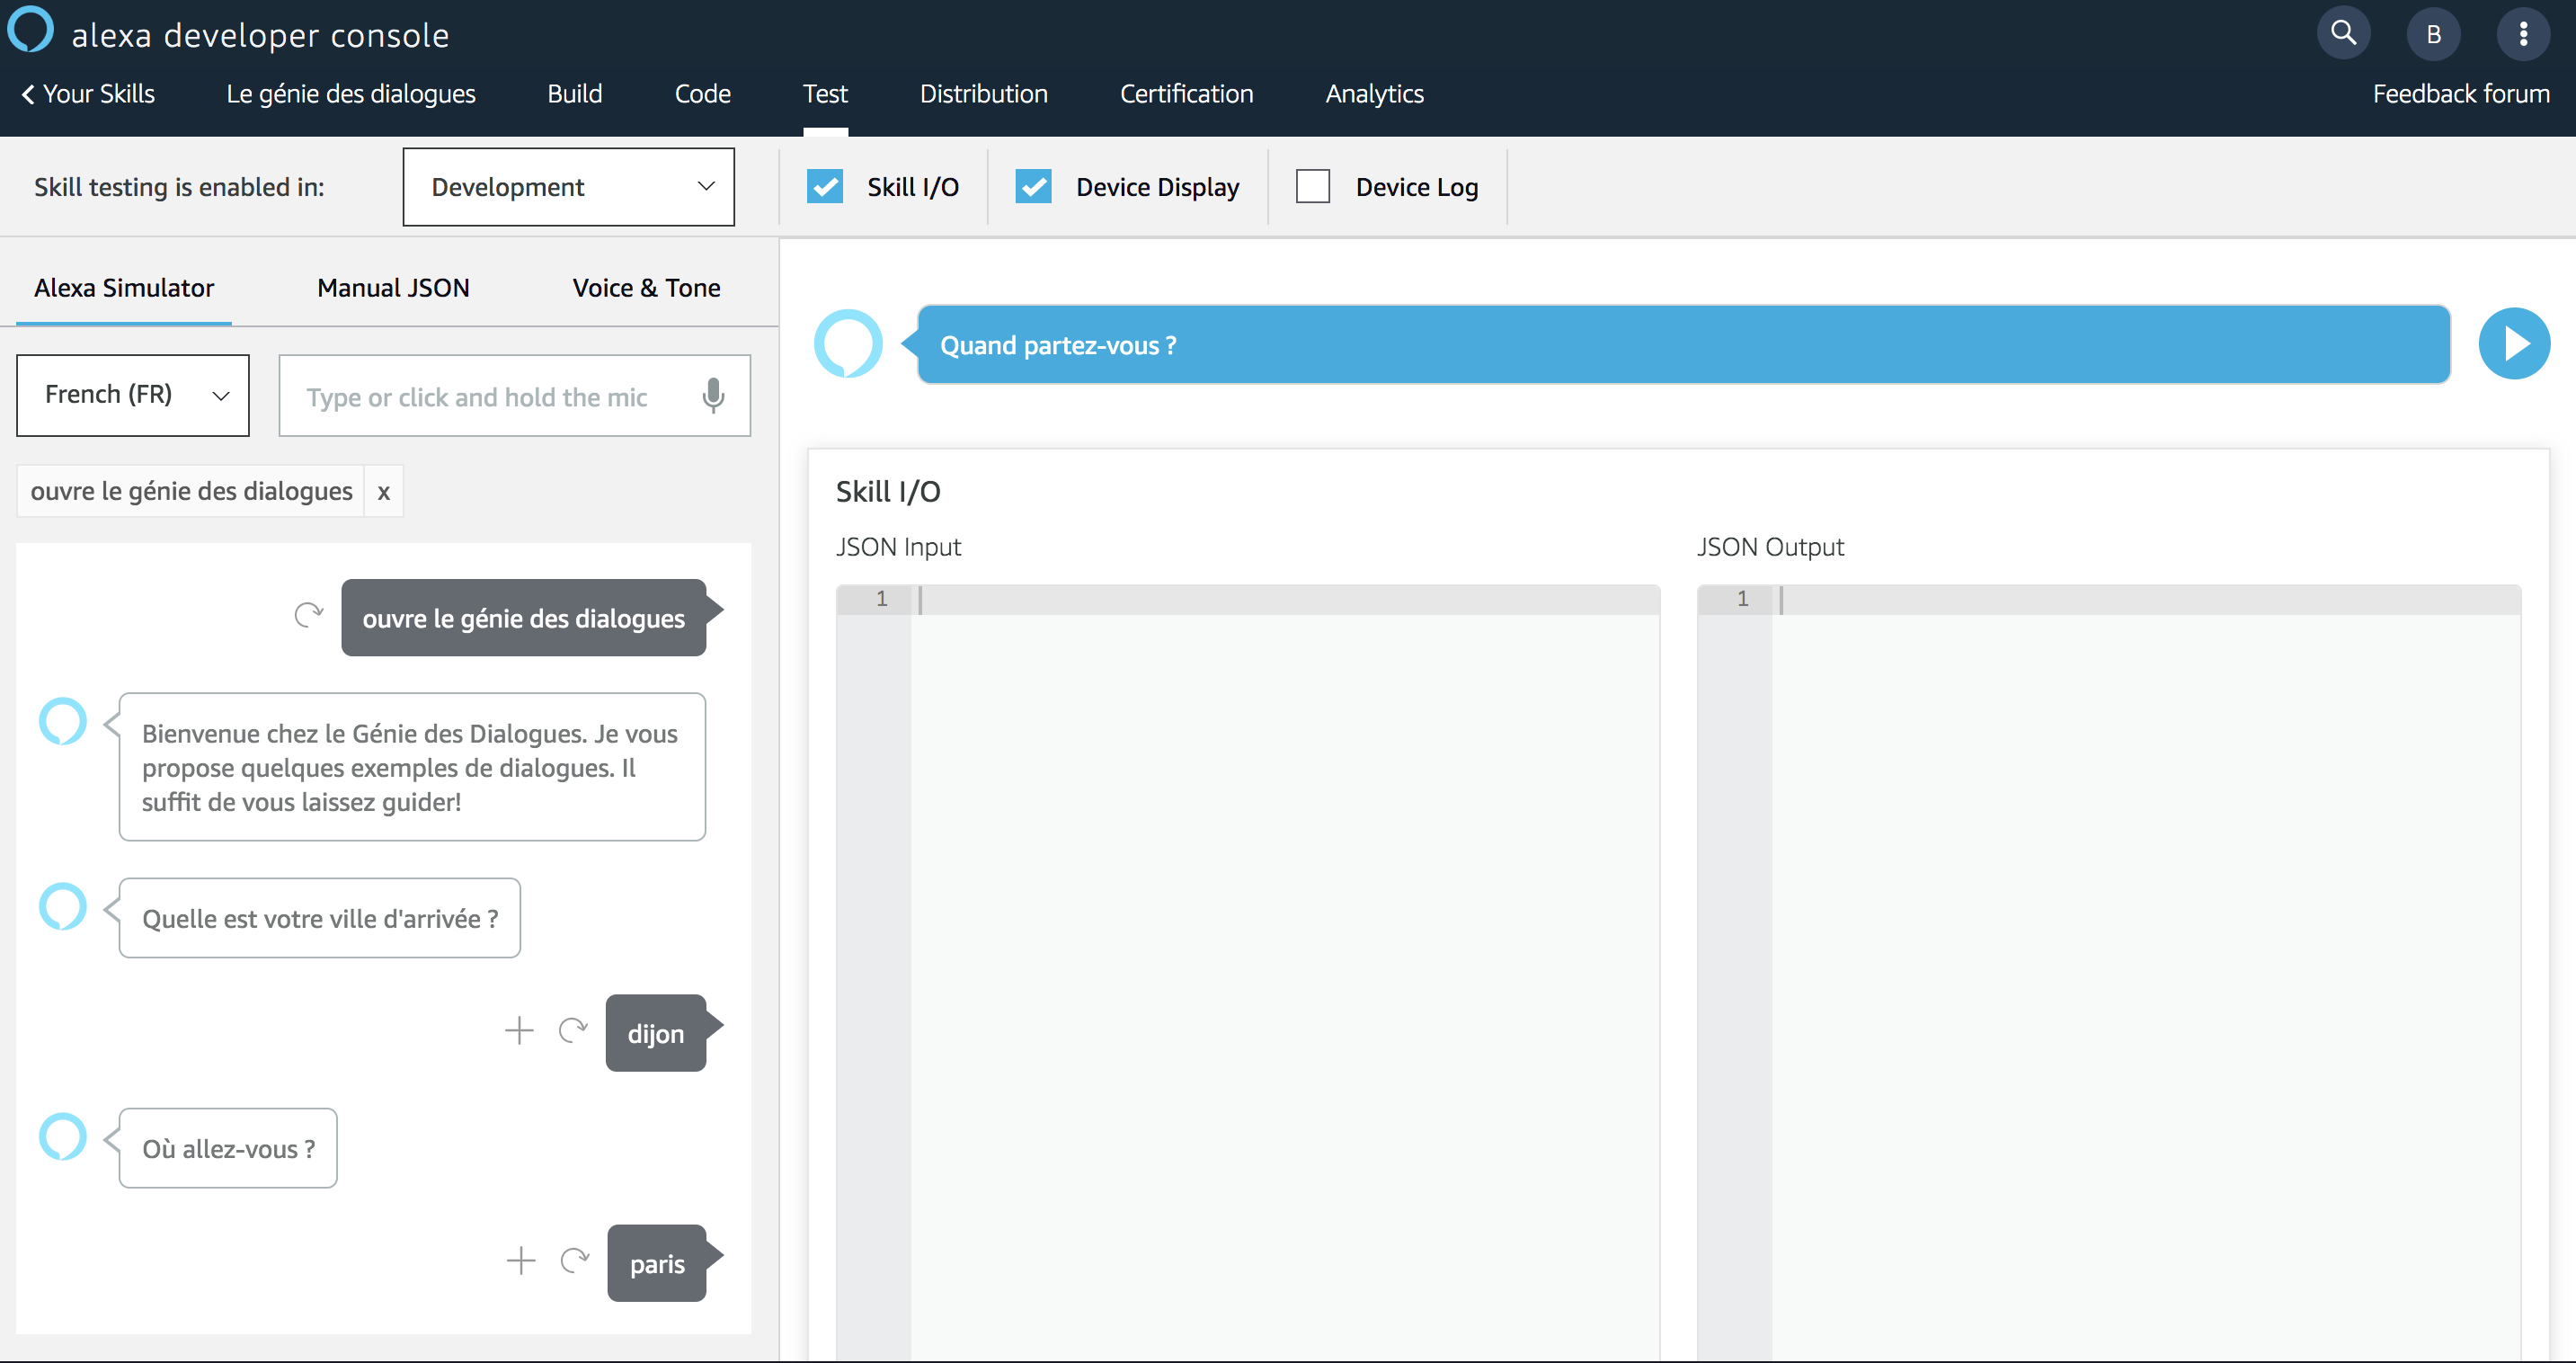 alexa developer console
B
Your Skills
Le génie des dialogues
Build
Code
Test
Distribution
Certification
Analytics
Feedback forum
Skill testing is enabled in:
Development
Skill I/O
Device Display
Device Log
Alexa Simulator
Manual JSON
Voice & Tone
French (FR)
Type or click and hold the mic
ouvre le génie des dialogues
x
ouvre le génie des dialogues
Bienvenue chez le Génie des Dialogues. Je vous
propose quelques exemples de dialogues. Il
suffit de vous laissez guider!
Quelle est votre ville d'arrivée ?
dijon
Où allez-vous ?
paris
Quand partez-vous ?
Skill I/O
JSON Input
JSON Output
1
1